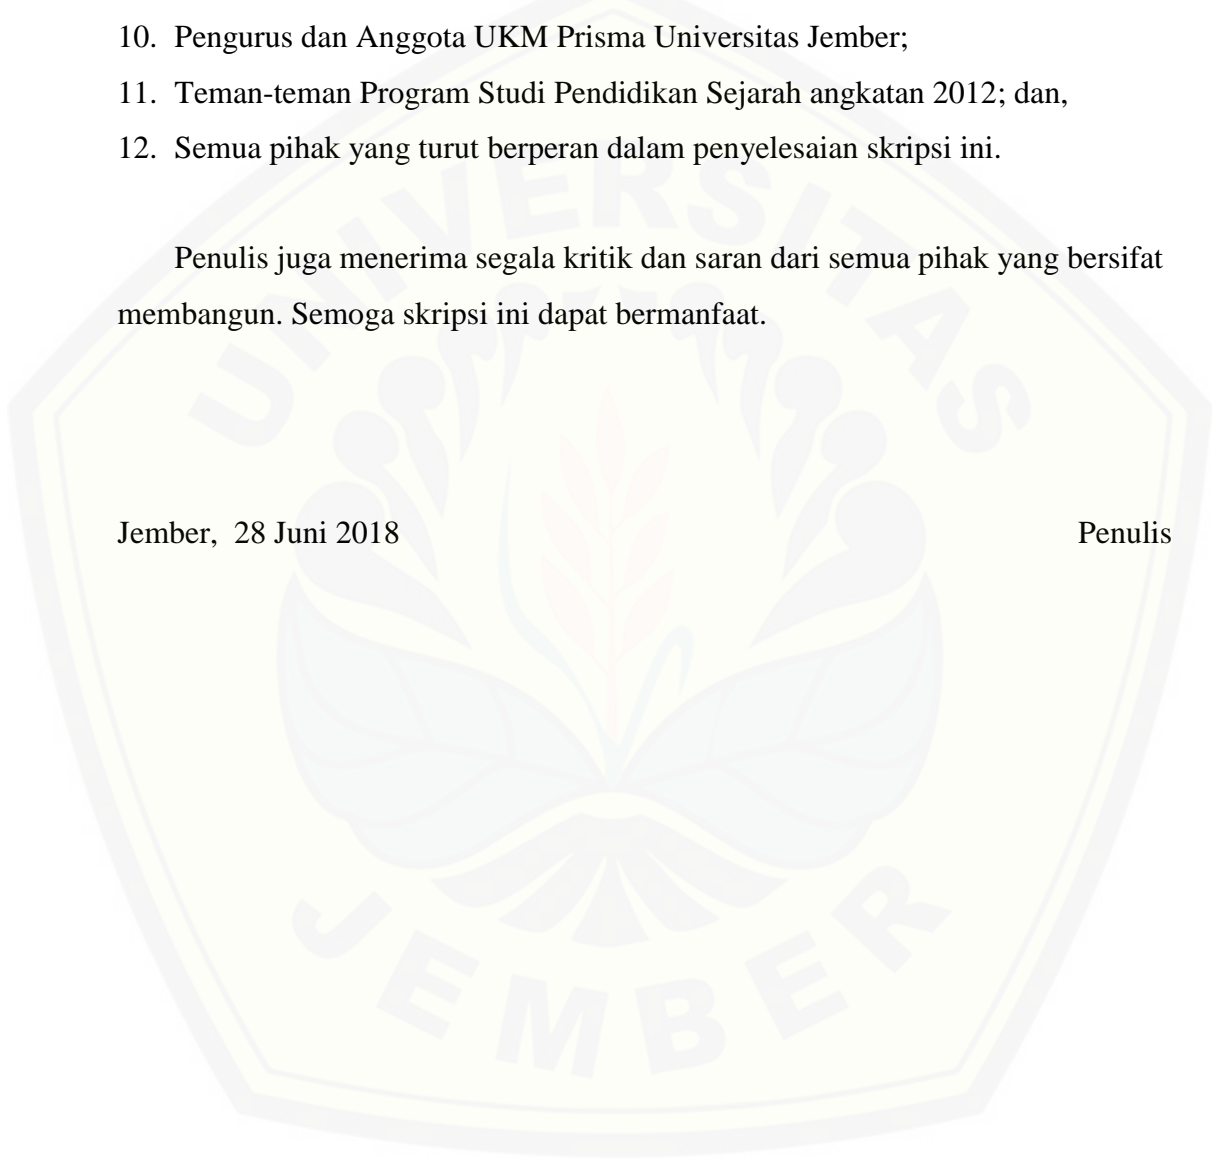 10. Pengurus dan Anggota UKM Prisma Universitas Jember;
11. Teman-teman Program Studi Pendidikan Sejarah angkatan 2012; dan,
12. Semua pihak yang turut berperan dalam penyelesaian skripsi ini.
Penulis juga menerima segala kritik dan saran dari semua pihak yang bersifat
membangun. Semoga skripsi ini dapat bermanfaat.
Jember, 28 Juni 2018 Penulis
UNIVERSITAS
JEMBER